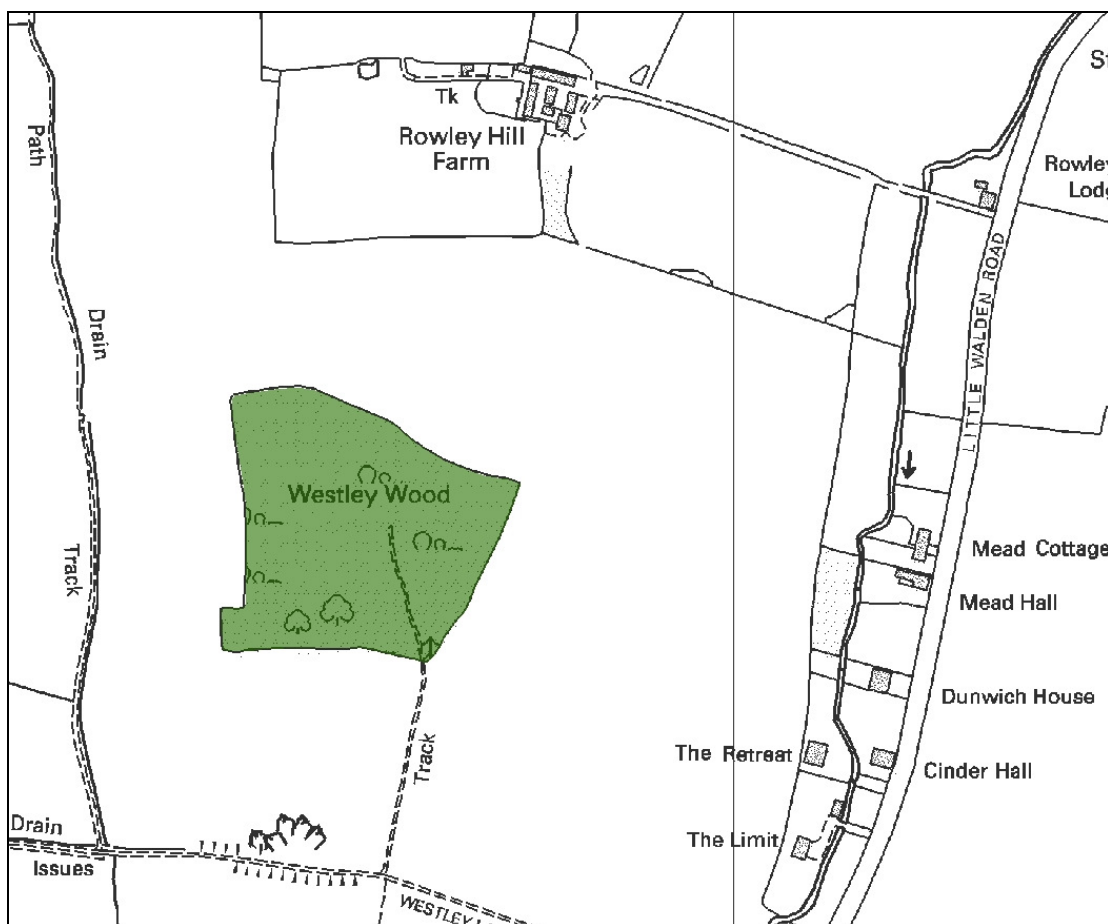 Path
Drain
Track
Tk
Rowley Hill
Farm
LITTLE WALDEN ROAD
Westley Wood
Mead Cottage
Mead Hall
Dunwich House
The Retreat
Cinder Hall
Track
The Limit
Drain
Issues
WESTLEY